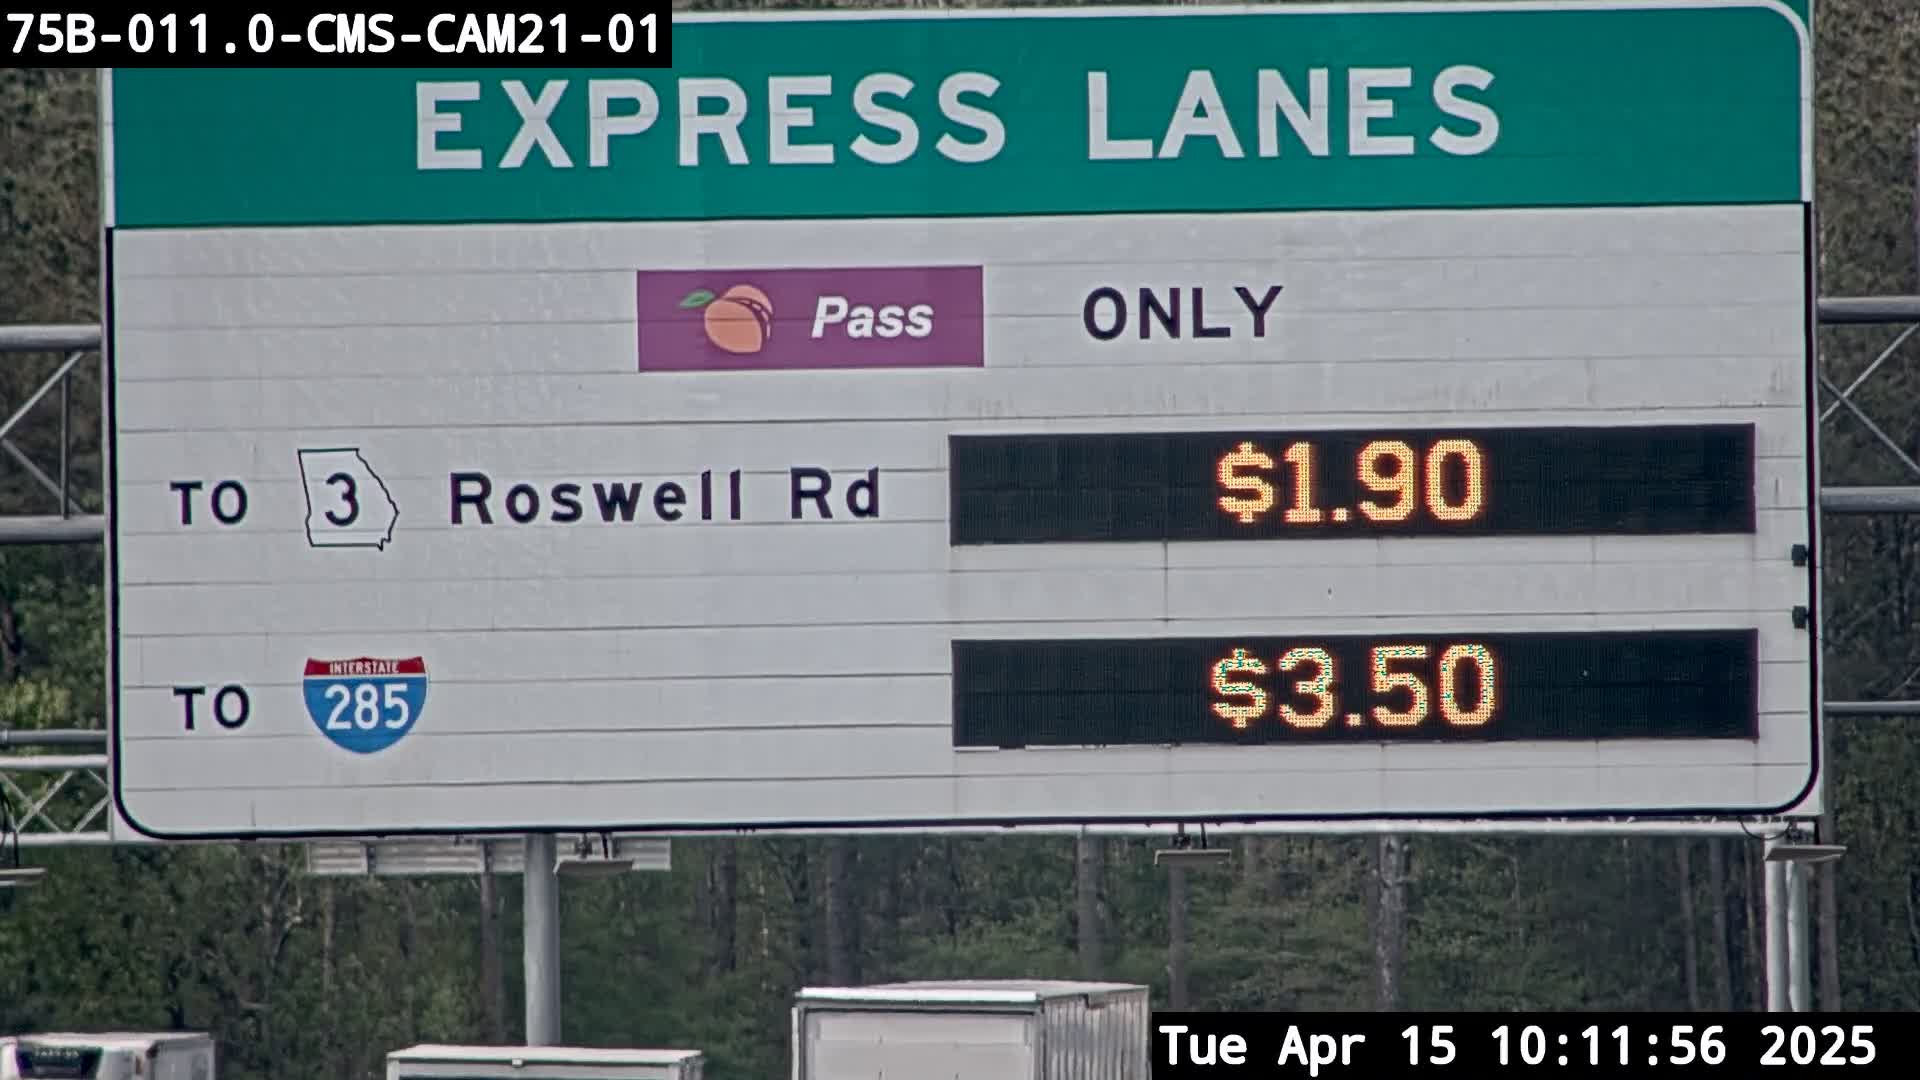 75B-011.0-CMS-CAM21-01
EXPRESS LANES
Pass ONLY
TO 3 Roswell Rd $1.90
INTERSTATE
TO 285 $3.50
Tue Apr 15 10:11:56 2025